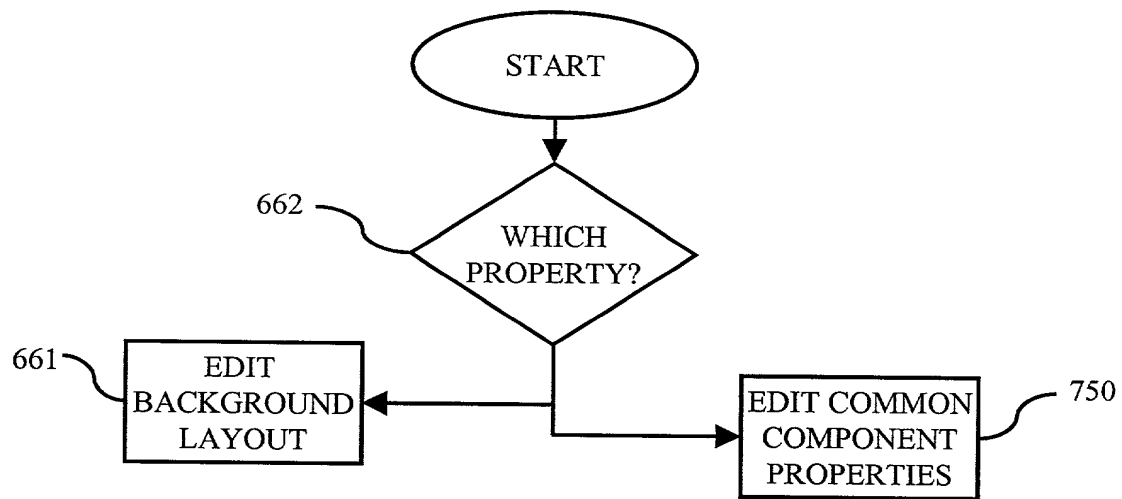 START
662
WHICH
PROPERTY?
661
EDIT
BACKGROUND
LAYOUT
EDIT COMMON
COMPONENT
PROPERTIES
750